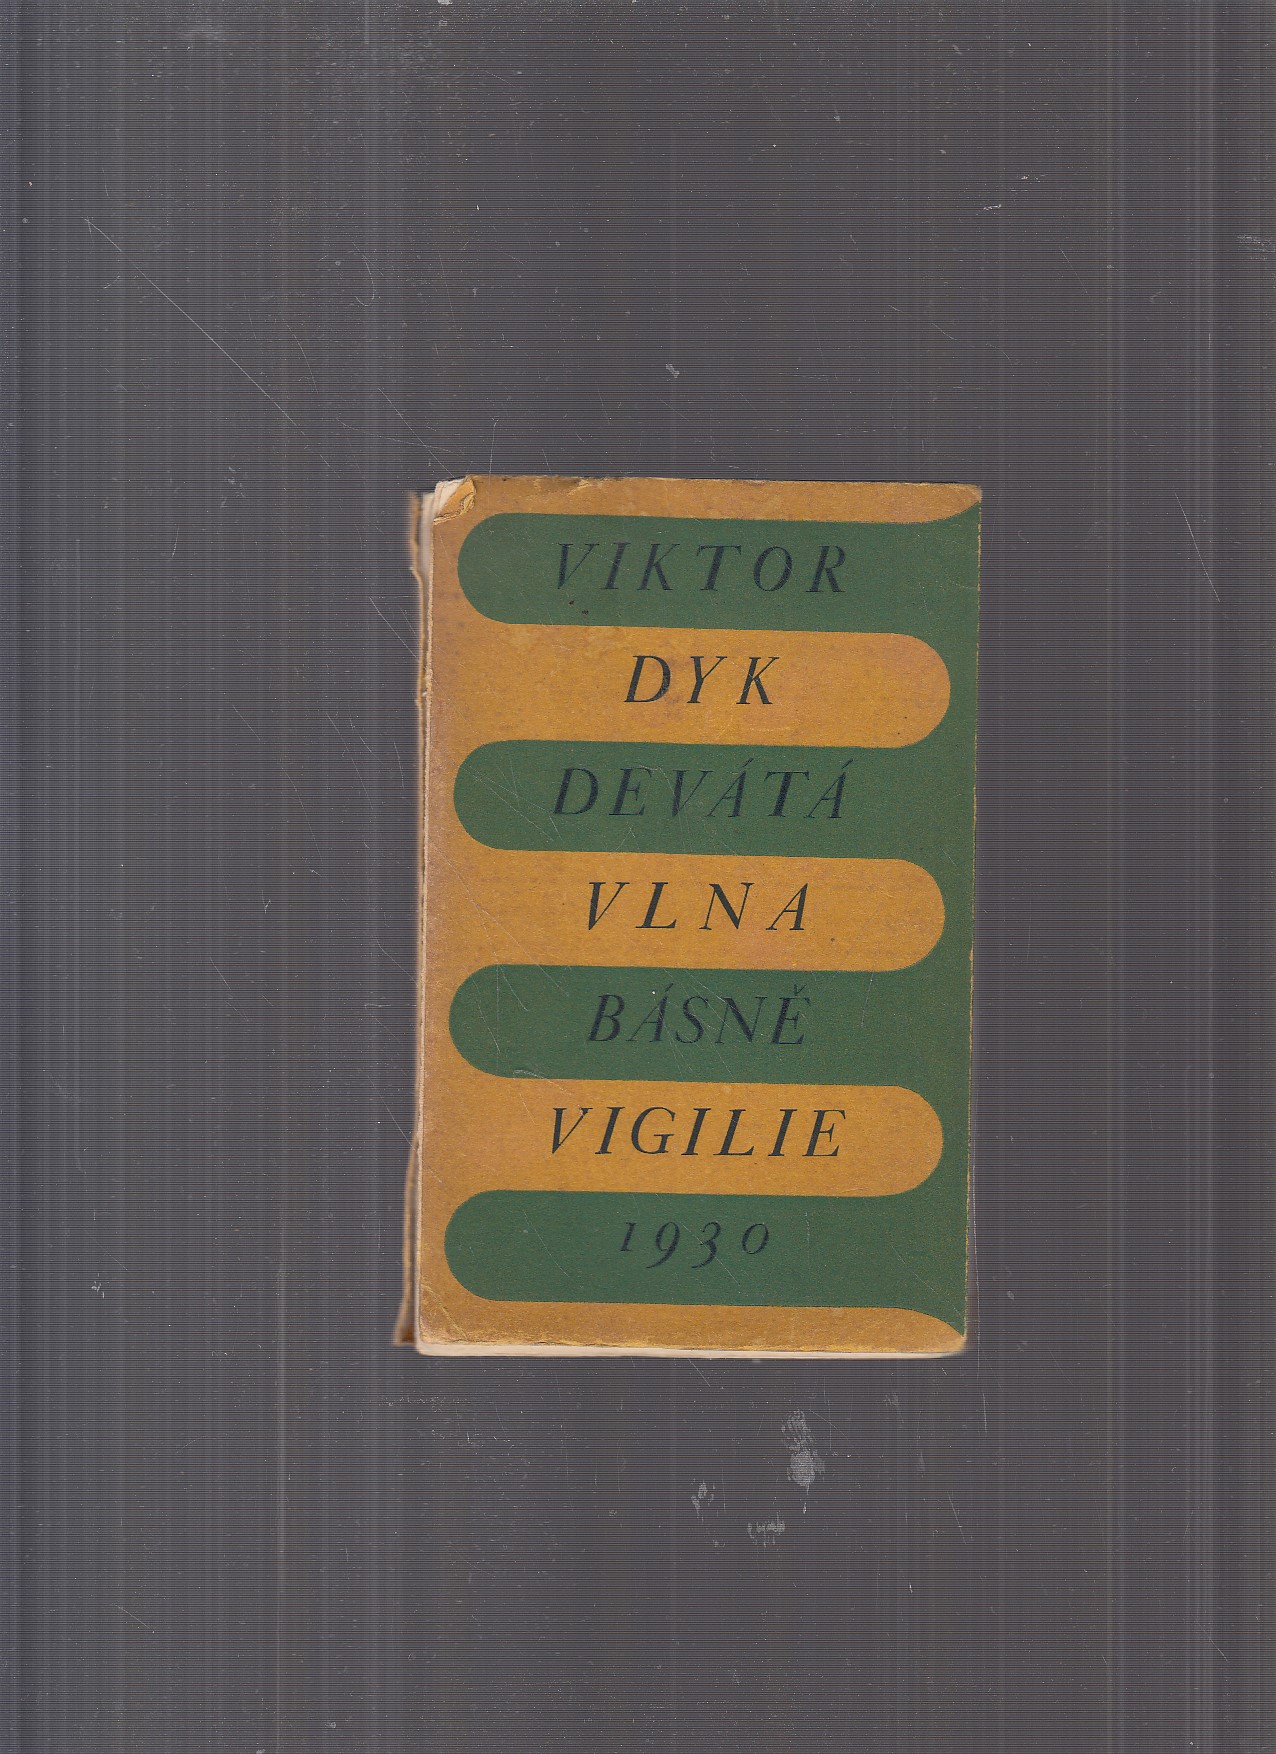 VIKTOR
DYK
DEVÁTÁ
VLNA
BÁSNĚ
VIGILIE
1930